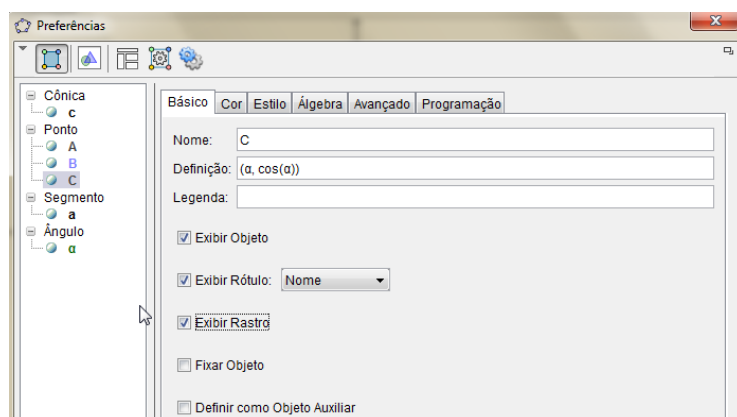 Preferências
Cônica
c
Ponto
A
B
C
Segmento
a
Ângulo
α
Básico Cor Estilo Álgebra Avançado Programação
Nome: C
Definição: (α, cos(α))
Legenda:
Exibir Objeto
Exibir Rótulo: Nome
Exibir Rastro
Fixar Objeto
Definir como Objeto Auxiliar